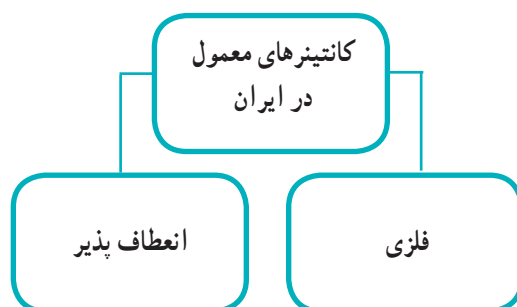 کانتینرهای معمول
در ایران
فلزی
انعطاف پذیر